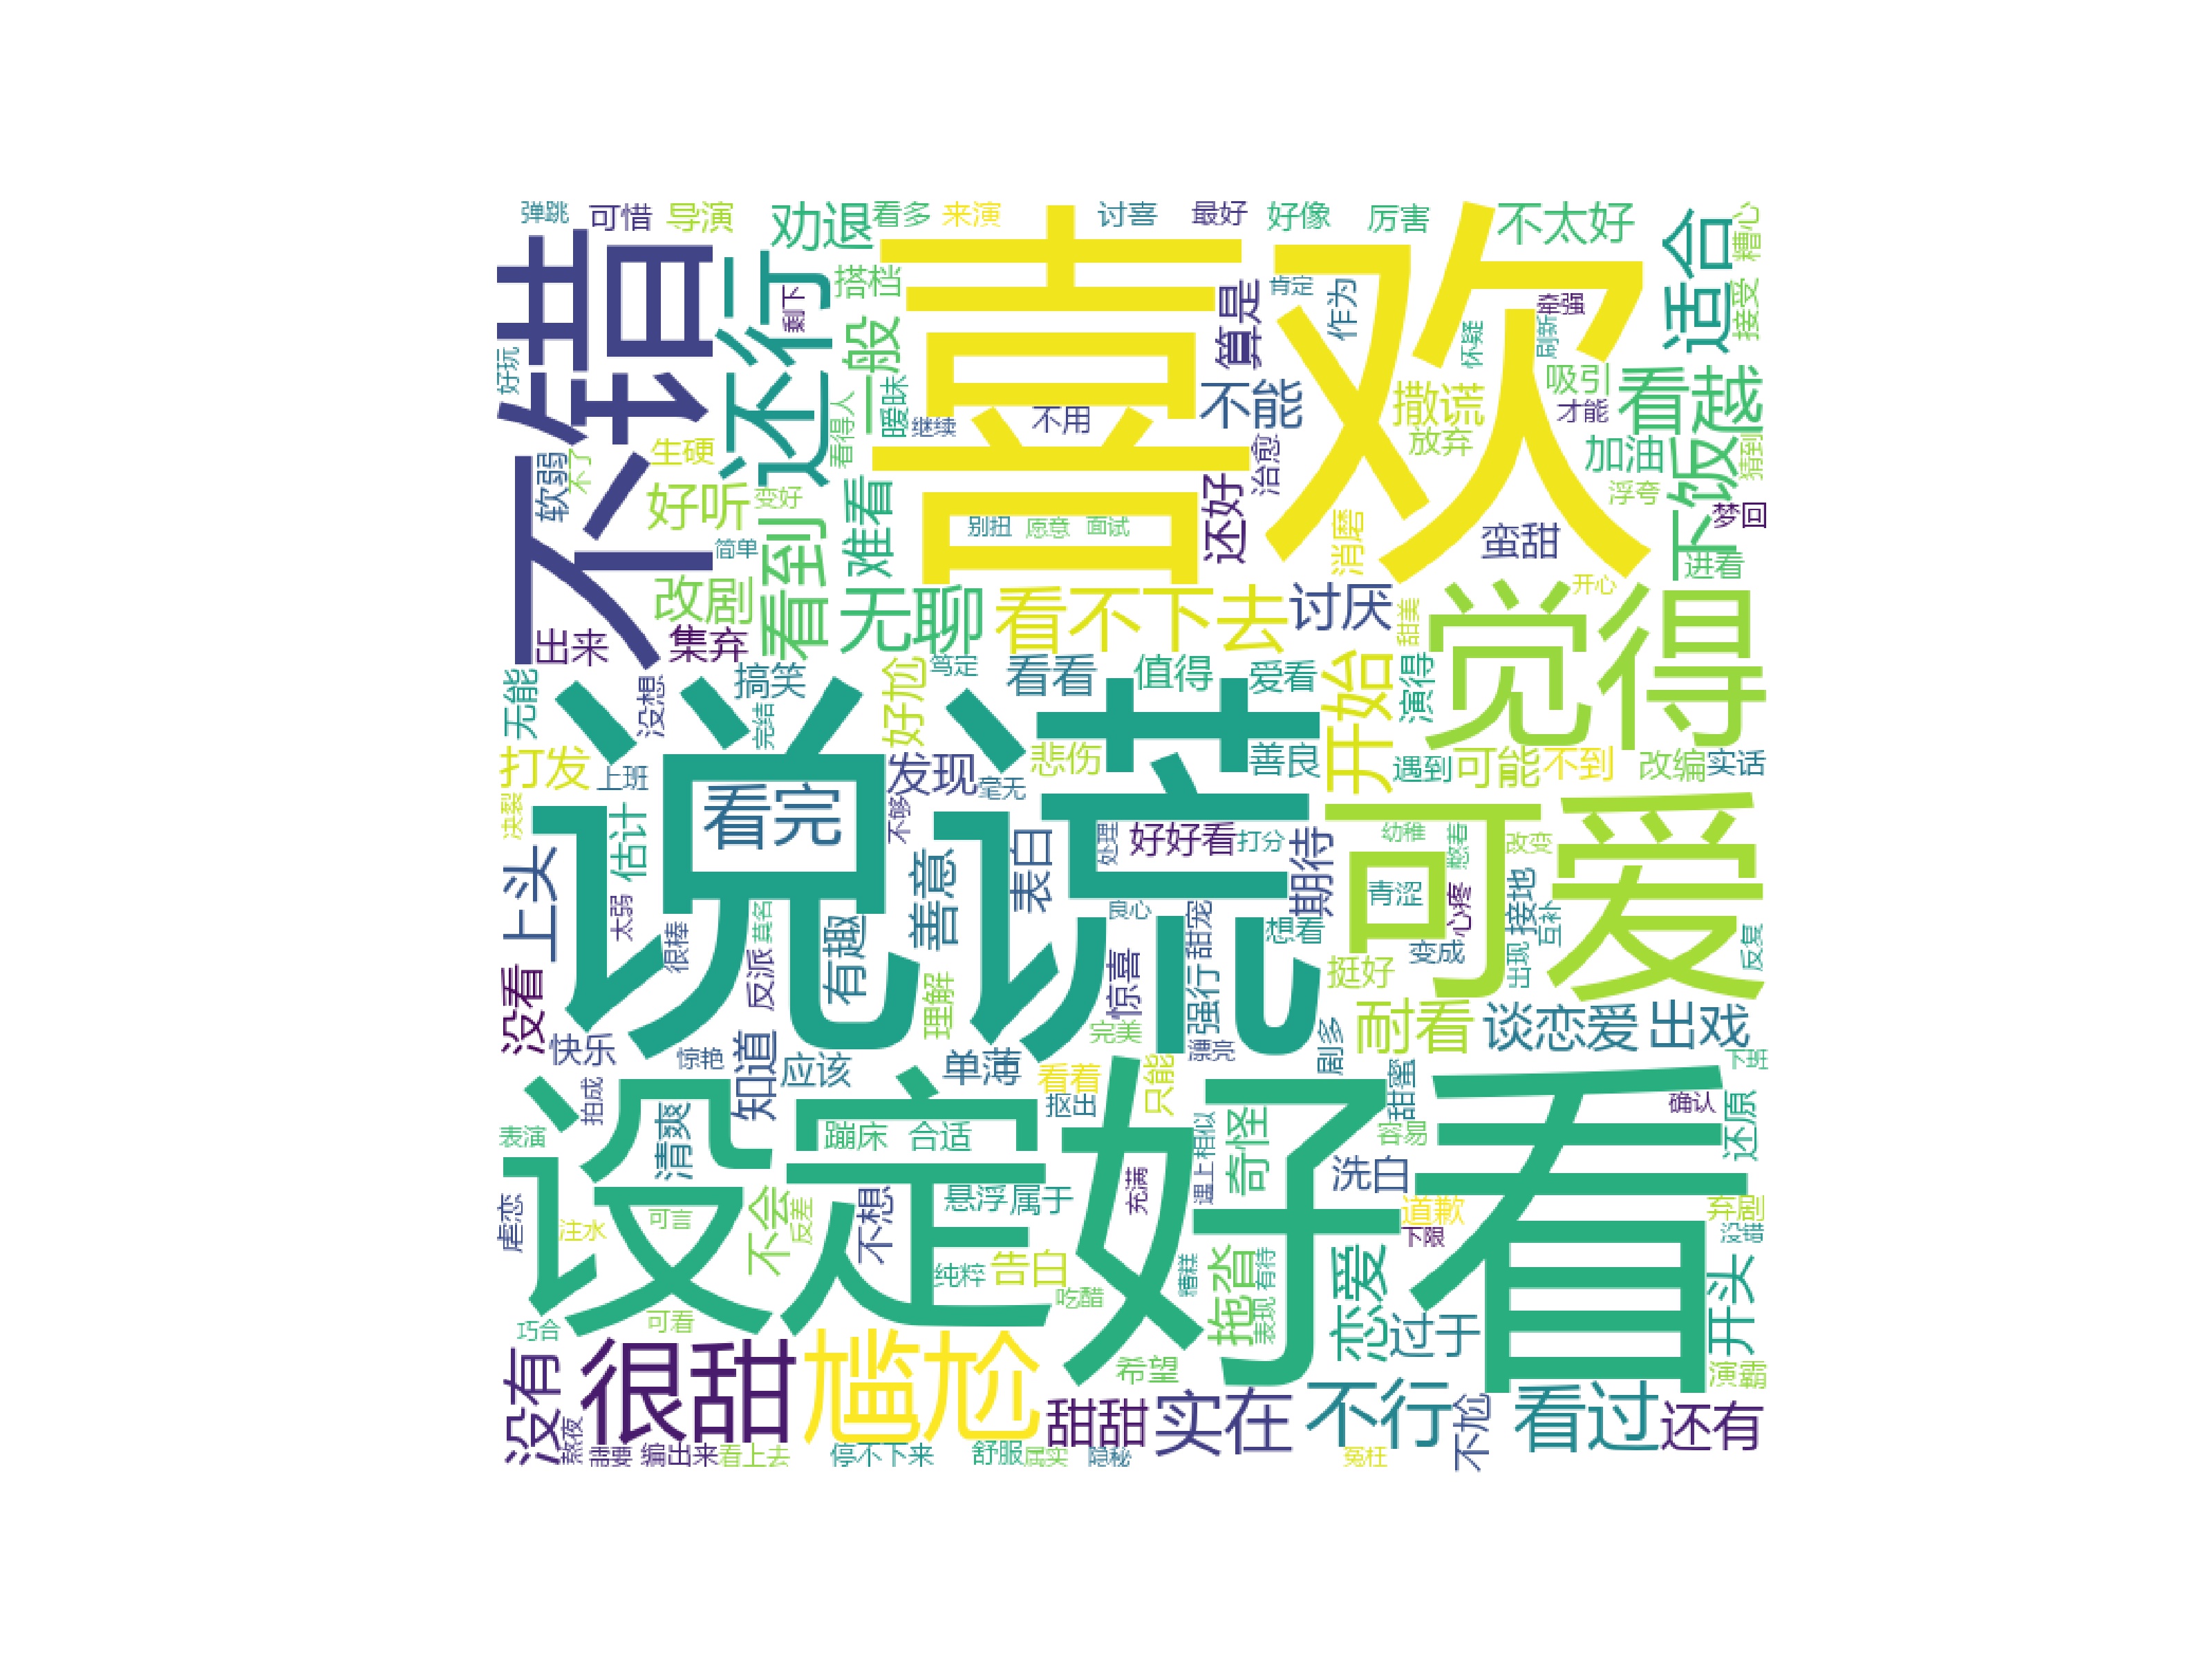 弹跳
可惜
导演
劝退
看多
来演
讨喜
最好
好像
厉害
不太好
适合
糟心
不错
还行
搭档
喜欢
算是
肯定
作为
牵强
接受
剩下
一般
怀疑
刷新
好玩
暧昧
看得人
继续
不用
不能
撒谎
吸引
才能
看越
放弃
生硬
软弱
不了
加油
下饭
猜到
治愈
好听
变好
难看
还好
浮夸
梦回
别扭
愿意
面试
消磨
蛮甜
简单
看到
进看
改剧
无聊
看不下去
讨厌
甜美
开心
觉得
出来
集弃
无能
没想
搞笑
好尬
笃定
看看
值得
爱看
开始
演得
完结
说谎
打发
上班
发现
悲伤
善良
遇到
可能
不到
改编
实话
毫无
决裂
估计
看完
不够
处理
好好看
打分
期待
幼稚
憋着
改变
可爱
上头
太弱
很棒
莫名
善意
表白
良心
甜宠
想看
青涩
心疼
接地
互补
有趣
反派
没看
理解
惊喜
强行
挺好
变成
出现
反复
快乐
惊艳
知道
应该
单薄
完美
漂亮
剧多
耐看
谈恋爱
出戏
看着
只能
下班
拍成
抠出
甜蜜
确认
还原
设定
好看
表演
清爽
蹦床
合适
相似
遇上
奇怪
容易
洗白
虐恋
注水
可言
不会
反差
不想
悬浮
属于
充满
道歉
下限
弃剧
没错
纯粹
告白
糟糕
拖沓
有待
表现
恋爱
开头
吃醋
巧合
可看
过于
没有
很甜
尴尬
希望
演霸
甜甜
实在
不行
不尬
看过
还有
熬夜
需要
编出来
看上去
停不下来
舒服
属实
隐秘
冤枉